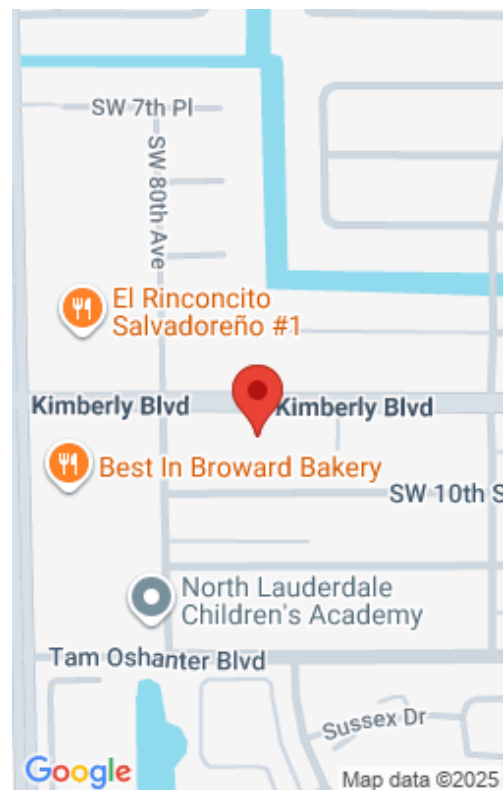 SW 7th Pl
SW 80th Ave
El Rinconcito
Salvadoreño #1
Kimberly Blvd
Kimberly Blvd
Best In Broward Bakery
SW 10th S
North Lauderdale
Children's Academy
Tam Oshanter Blvd
Sussex Dr
Google
Map data ©2025